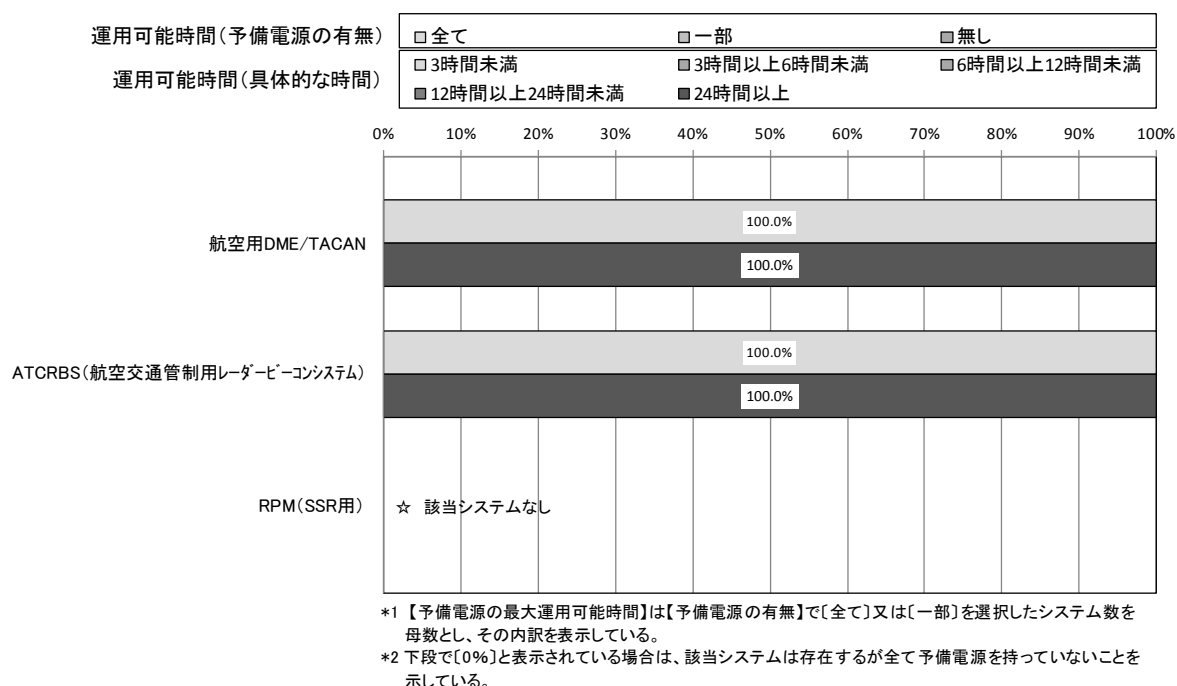 運用可能時間(予備電源の有無) □全て □一部 □無し
運用可能時間(具体的な時間) □3時間未満 □3時間以上6時間未満 □6時間以上12時間未満
■12時間以上24時間未満 ■24時間以上
0% 10% 20% 30% 40% 50% 60% 70% 80% 90% 100%
100.0%
航空用DME/TACAN
100.0%
100.0%
ATCRBS(航空交通管制用ﾚｰﾀﾞｰﾋﾞｰｺﾝｼｽﾃﾑ)
100.0%
RPM(SSR用) ☆ 該当システムなし
*1 【予備電源の最大運用可能時間】は【予備電源の有無】で〔全て〕又は〔一部〕を選択したシステム数を
母数とし、その内訳を表示している。
*2 下段で〔0%〕と表示されている場合は、該当システムは存在するが全て予備電源を持っていないことを
示している。